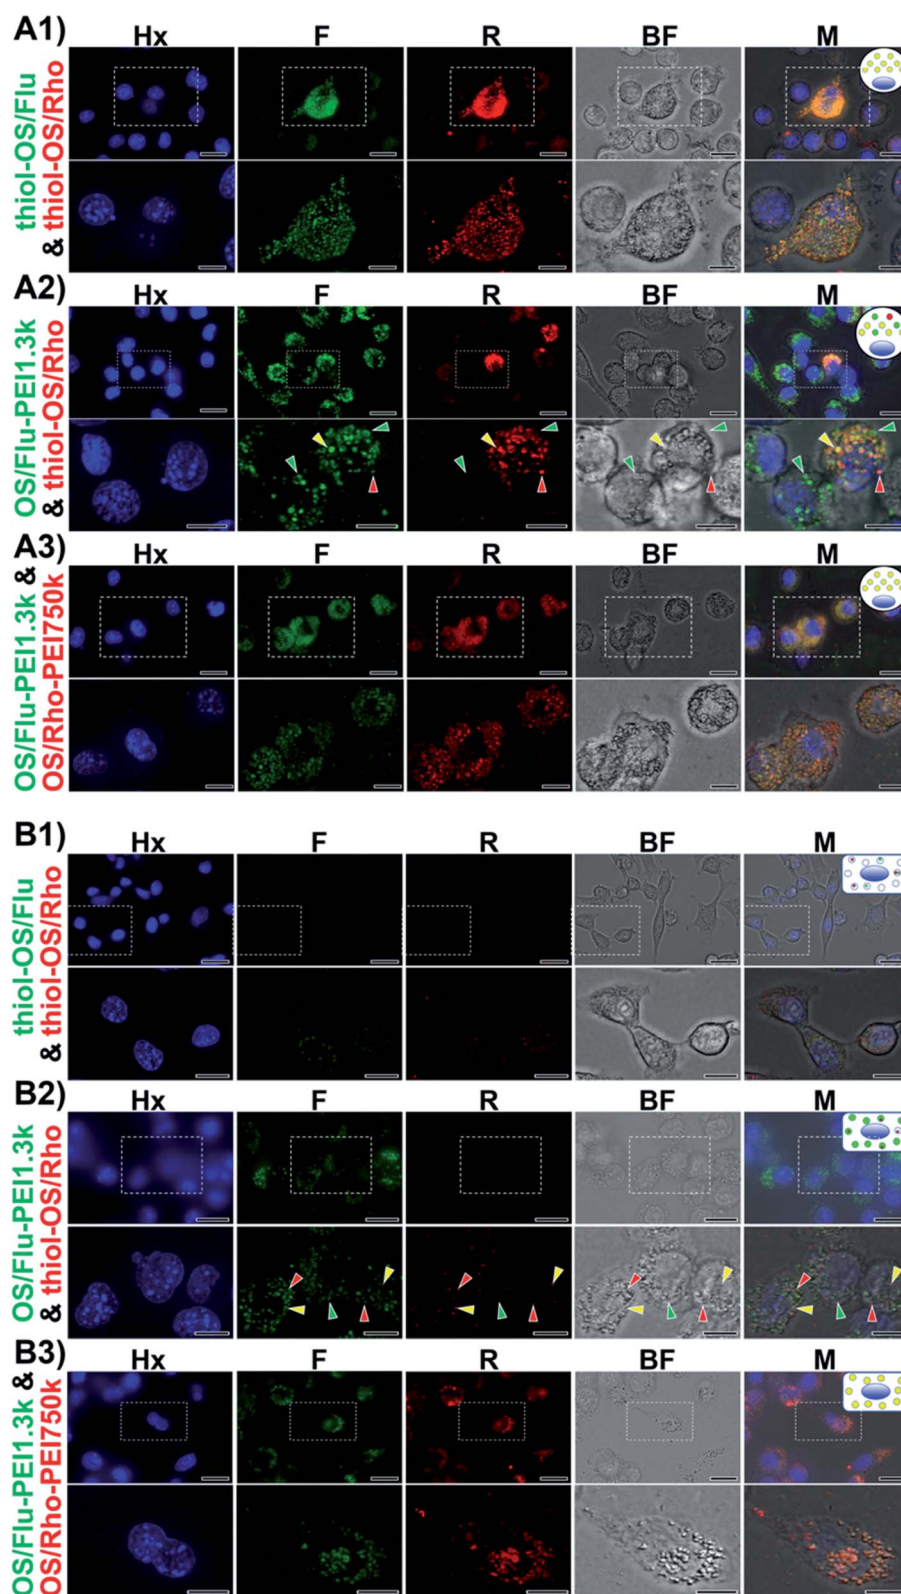 A1)
Hx F R BF M
thiol-OS/Flu
& thiol-OS/Rho
A2)
Hx F R BF M
OS/Flu-PEI1.3k
& thiol-OS/Rho
A3)
Hx F R BF M
OS/Flu-PEI1.3k &
OS/Rho-PEI750k
B1)
Hx F R BF M
thiol-OS/Flu
& thiol-OS/Rho
B2)
Hx F R BF M
OS/Flu-PEI1.3k
& thiol-OS/Rho
B3)
Hx F R BF M
OS/Flu-PEI1.3k &
OS/Rho-PEI750k